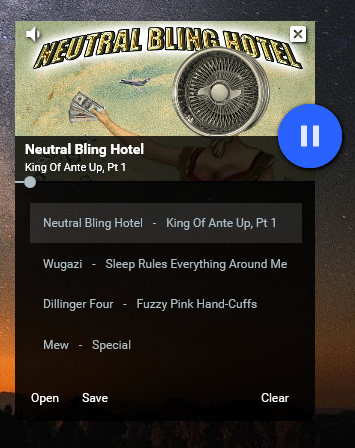 NEUTRAL BLING HOTEL
Neutral Bling Hotel
King Of Ante Up, Pt 1
Neutral Bling Hotel - King Of Ante Up, Pt 1
Wugazi - Sleep Rules Everything Around Me
Dillinger Four - Fuzzy Pink Hand-Cuffs
Mew - Special
Open Save Clear